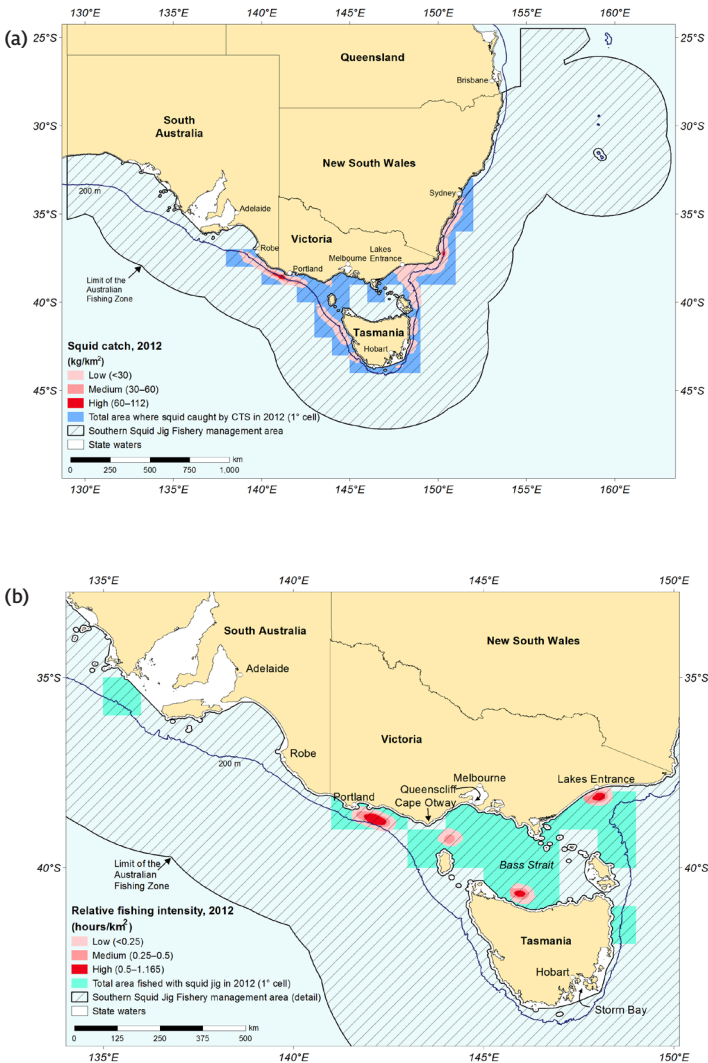 (a)
130°E 135°E 140°E 145°E 150°E 155°E 160°E
25°S 25°S
Queensland
Brisbane
30°S 30°S
South
Australia
New South Wales
Sydney
200 m
35°S 35°S
Adelaide
Victoria
Robe
Melbourne
Lakes
Entrance
Portland
Limit of the
Australian
Fishing Zone
40°S 40°S
Tasmania
Hobart
Squid catch, 2012
(kg/km²)
Low (<30)
Medium (30–60)
High (60–112)
45°S 45°S
Total area where squid caught by CTS in 2012 (1° cell)
Southern Squid Jig Fishery management area
State waters
km
0 250 500 750 1,000
130°E 135°E 140°E 145°E 150°E 155°E 160°E
(b)
135°E 140°E 145°E 150°E
South Australia
New South Wales
Adelaide
35°S 35°S
Victoria
Robe
200 m
Melbourne
Queenscliff
Cape Otway
Lakes Entrance
Portland
Limit of the
Australian
Fishing Zone
40°S 40°S
Bass Strait
Relative fishing intensity, 2012
(hours/km²)
Low (<0.25)
Medium (0.25–0.5)
High (0.5–1.165)
Total area fished with squid jig in 2012 (1° cell)
Southern Squid Jig Fishery management area (detail)
State waters
Tasmania
Hobart
Storm Bay
km
0 125 250 375 500
135°E 140°E 145°E 150°E